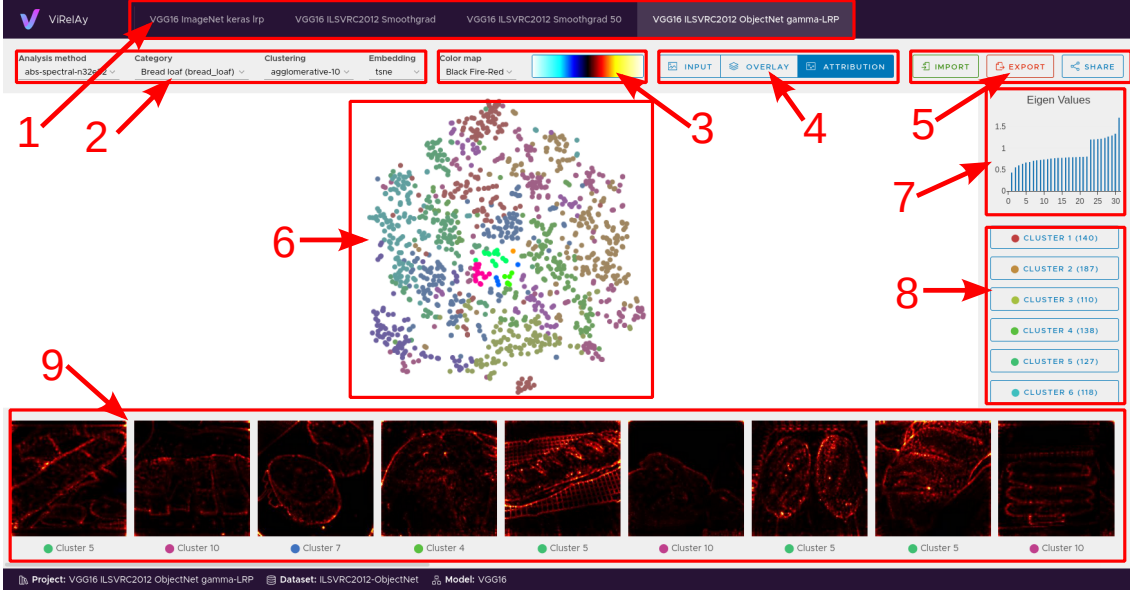 ViRelAy
VGG16 ImageNet keras lrp
VGG16 ILSVRC2012 Smoothgrad
VGG16 ILSVRC2012 Smoothgrad 50
VGG16 ILSVRC2012 ObjectNet gamma-LRP
Analysis method
Category
Clustering
Embedding
Color map
Bread loaf (bread_loaf)
agglomerative-10
tsne
Black Fire-Red
INPUT
OVERLAY
ATTRIBUTION
IMPORT
EXPORT
SHARE
1
2
3
4
5
Eigen Values
1.5
1
0.5
0
0 5 10 15 20 25 30
7
6
CLUSTER 1 (140)
CLUSTER 2 (187)
CLUSTER 3 (110)
CLUSTER 4 (138)
CLUSTER 5 (127)
CLUSTER 6 (118)
8
9
Cluster 5
Cluster 10
Cluster 7
Cluster 4
Cluster 5
Cluster 10
Cluster 5
Cluster 5
Cluster 10
Project: VGG16 ILSVRC2012 ObjectNet gamma-LRP Dataset: ILSVRC2012-ObjectNet Model: VGG16